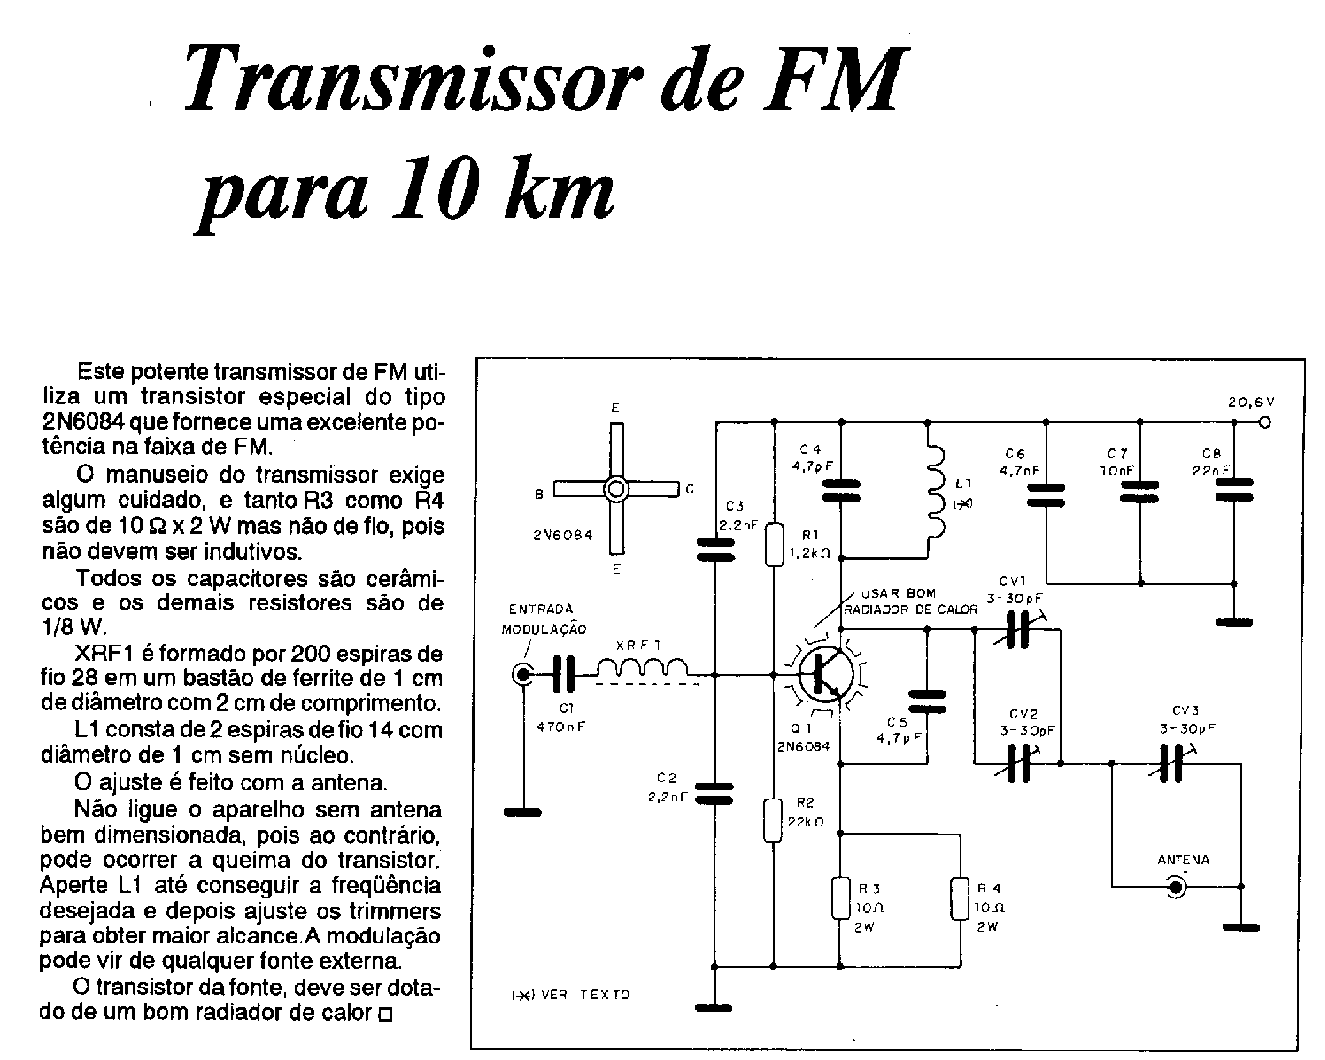 Transmissor de FM
para 10 km
Este potente transmissor de FM uti-
liza um transistor especial do tipo
2N6084 que fornece uma excelente po-
tência na faixa de FM.
O manuseio do transmissor exige
algum cuidado, e tanto R3 como R4
são de 10 Ω x 2 W mas não de fio, pois
não devem ser indutivos.
Todos os capacitores são cerâmi-
cos e os demais resistores são de
1/8 W.
XRF1 é formado por 200 espiras de
fio 28 em um bastão de ferrite de 1 cm
de diâmetro com 2 cm de comprimento.
L1 consta de 2 espiras de fio 14 com
diâmetro de 1 cm sem núcleo.
O ajuste é feito com a antena.
Não ligue o aparelho sem antena
bem dimensionada, pois ao contrário,
pode ocorrer a queima do transistor.
Aperte L1 até conseguir a freqüência
desejada e depois ajuste os trimmers
para obter maior alcance. A modulação
pode vir de qualquer fonte externa.
O transistor da fonte, deve ser dota-
do de um bom radiador de calor
E
B
C
2N6084
E
ENTRADA
MODULAÇÃO
C1
470nF
XRF1
C3
2,2nF
C2
2,2nF
R1
1,2kΩ
R2
22kΩ
C4
4,7pF
L1
(*)
USAR BOM
RADIADOR DE CALOR
Q1
2N6084
C5
4,7pF
R3
10Ω
2W
R4
10Ω
2W
C6
4,7nF
C7
10nF
C8
22nF
20,6V
CV1
3-30pF
CV2
3-30pF
CV3
3-30pF
ANTENA
(*) VER TEXTO